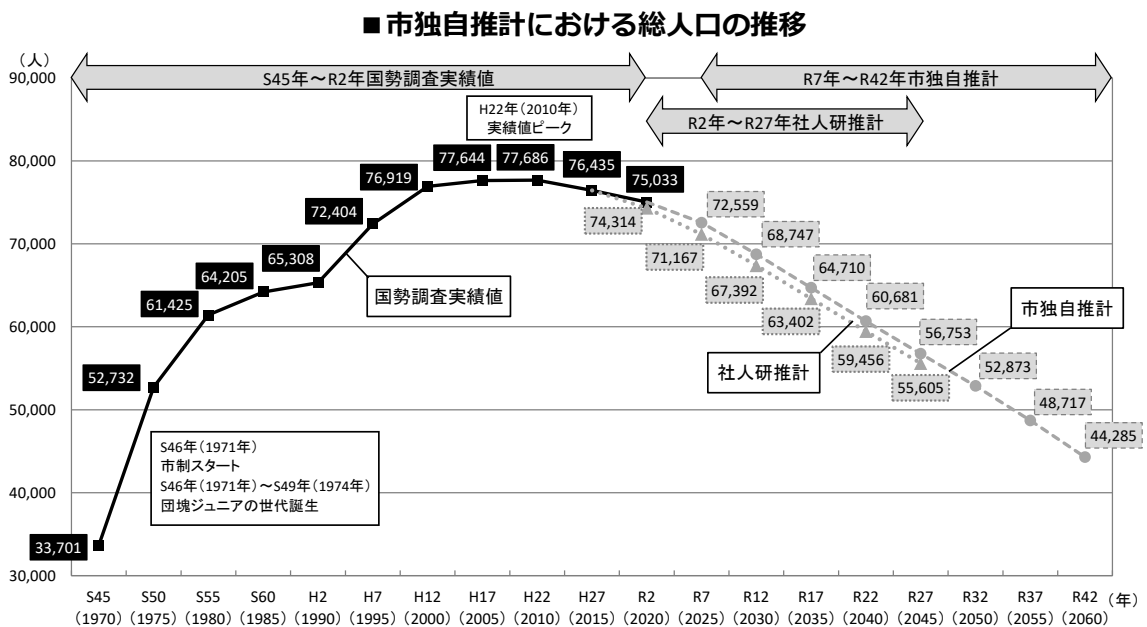 ■市独自推計における総人口の推移
（人）
90,000
80,000
70,000
60,000
50,000
40,000
30,000
S45年～R2年国勢調査実績値
R7年～R42年市独自推計
R2年～R27年社人研推計
H22年（2010年）
実績値ピーク
33,701
52,732
61,425
64,205
65,308
72,404
76,919
77,644
77,686
76,435
75,033
74,314
71,167
67,392
63,402
59,456
55,605
72,559
68,747
64,710
60,681
56,753
52,873
48,717
44,285
国勢調査実績値
社人研推計
市独自推計
S46年（1971年）
市制スタート
S46年（1971年）～S49年（1974年）
団塊ジュニアの世代誕生
S45 S50 S55 S60 H2 H7 H12 H17 H22 H27 R2 R7 R12 R17 R22 R27 R32 R37 R42 （年）
（1970） （1975） （1980） （1985） （1990） （1995） （2000） （2005） （2010） （2015） （2020） （2025） （2030） （2035） （2040） （2045） （2050） （2055） （2060）